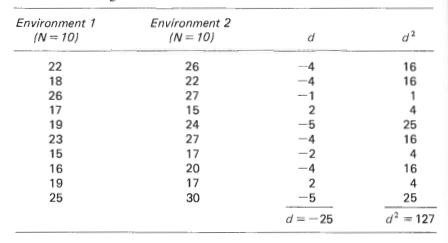 Environment 1 Environment 2
(N = 10) (N = 10) d d²
22 26 -4 16
18 22 -4 16
26 27 -1 1
17 15 2 4
19 24 -5 25
23 27 -4 16
15 17 -2 4
16 20 -4 16
19 17 2 4
25 30 -5 25
d = -25 d² = 127